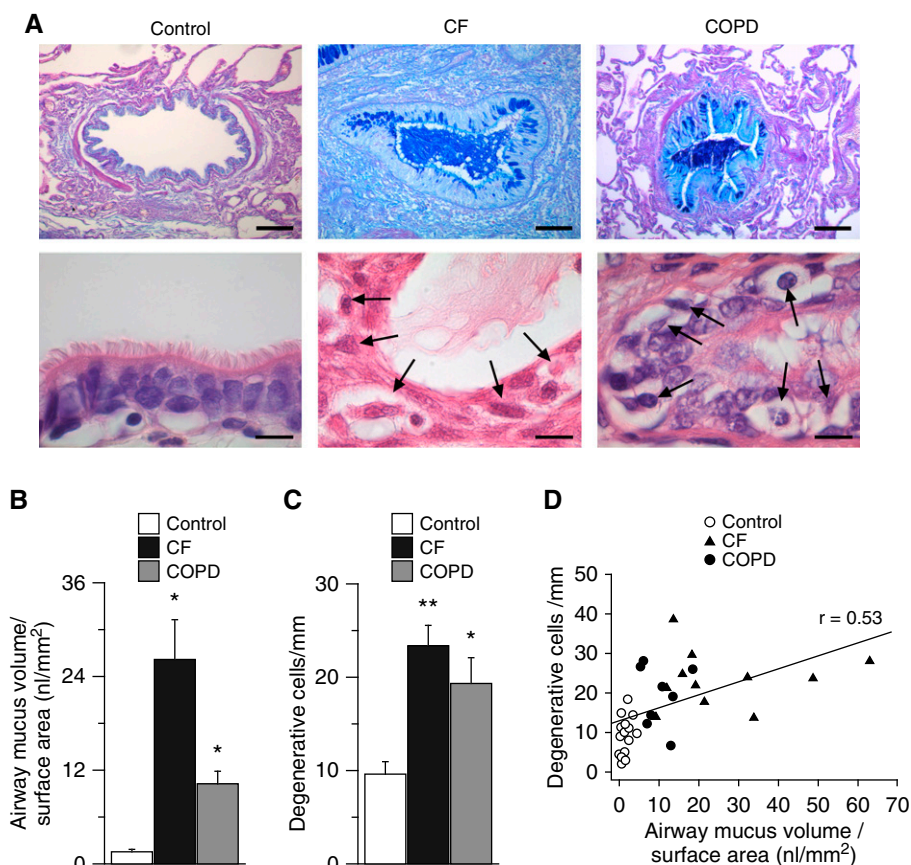 A
Control
CF
COPD
B
Control
CF
COPD
Airway mucus volume/
surface area (nl/mm²)
36
24
12
0
*
*
C
Control
CF
COPD
Degenerative cells/mm
30
20
10
0
**
*
D
Control
CF
COPD
Degenerative cells /mm
50
40
30
20
10
0
r = 0.53
0 10 20 30 40 50 60 70
Airway mucus volume /
surface area (nl/mm²)